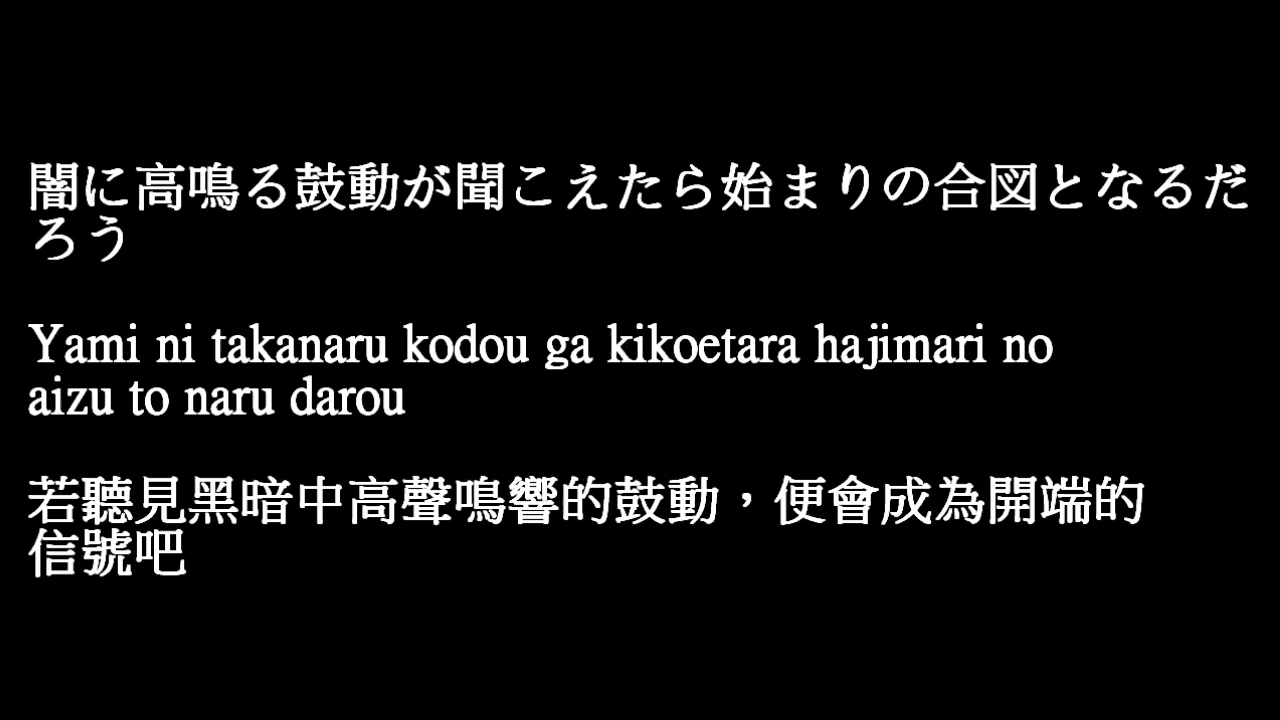 闇に高鳴る鼓動が聞こえたら始まりの合図となるだ
ろう
Yami ni takanaru kodou ga kikoetara hajimari no
aizu to naru darou
若聽見黑暗中高聲鳴響的鼓動，便會成為開端的
信號吧